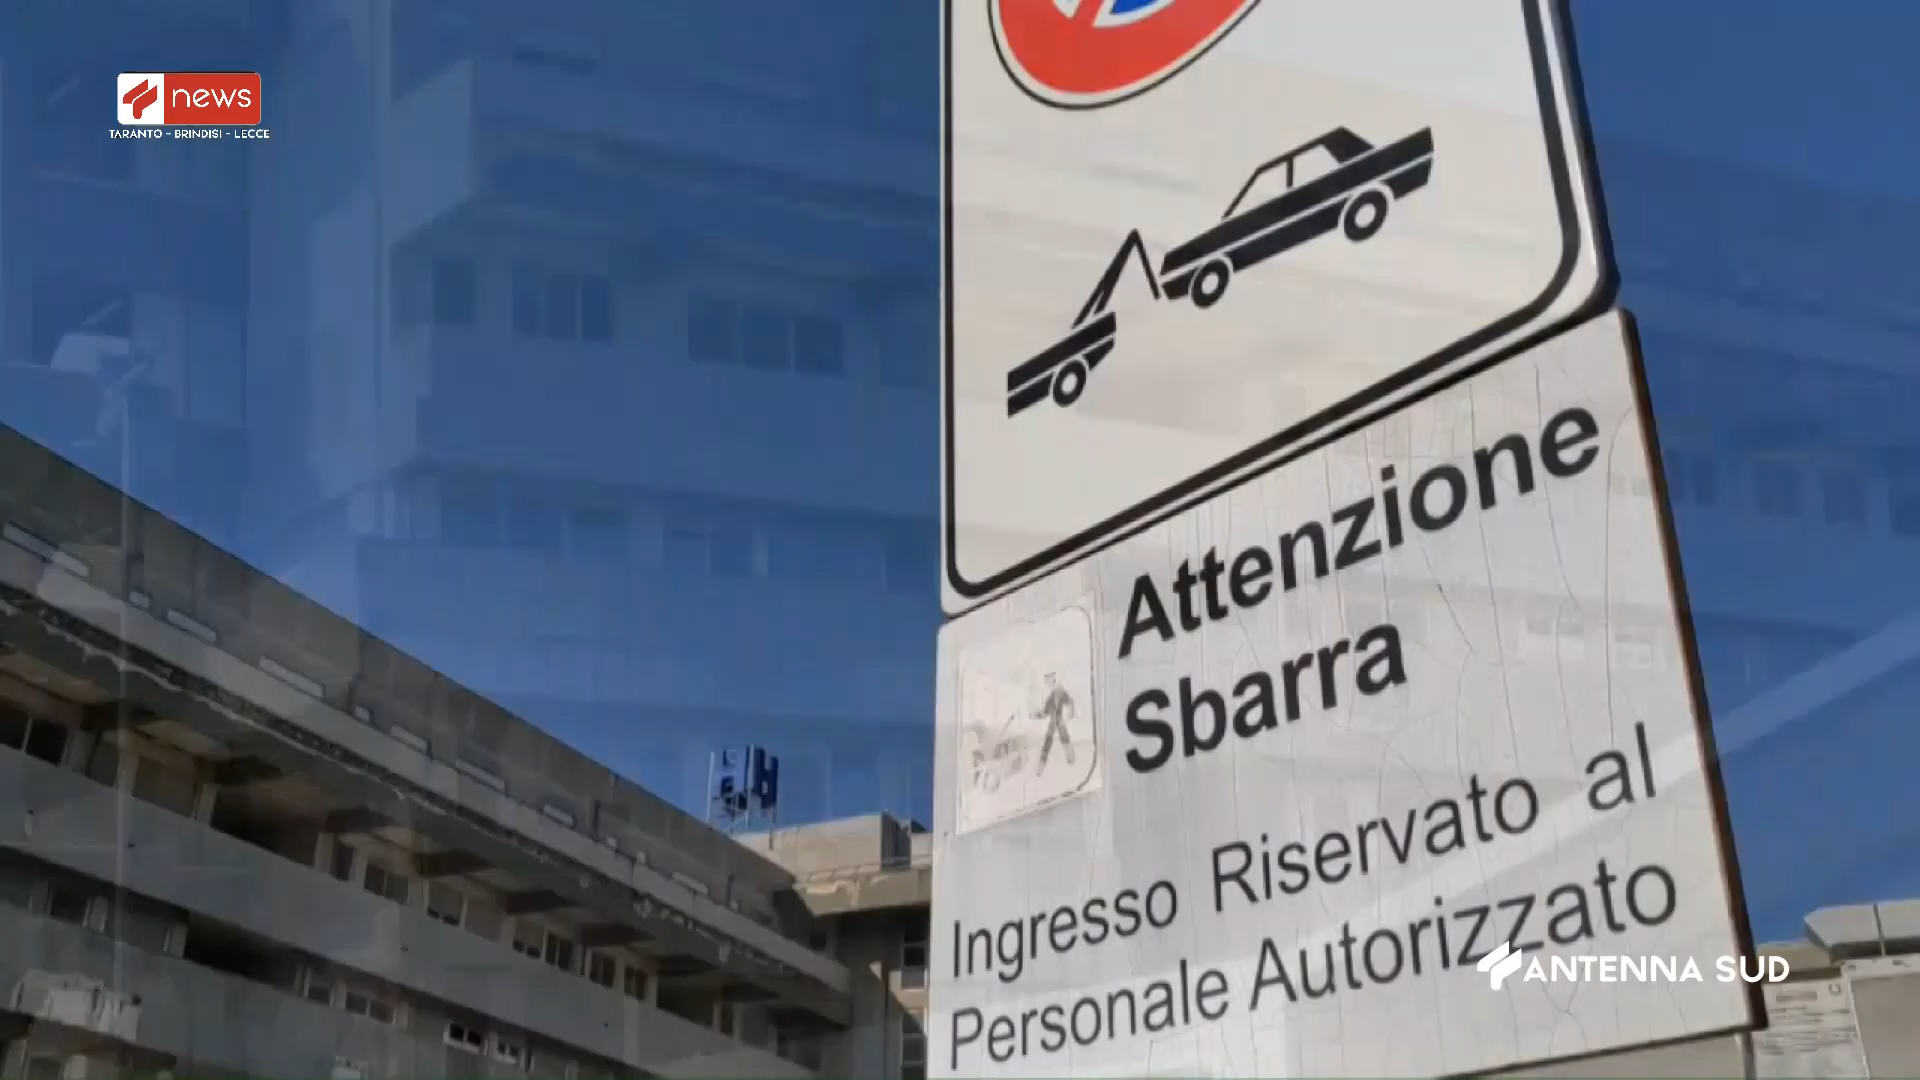 news
TARANTO - BRINDISI - LECCE
Attenzione
Sbarra
Ingresso Riservato al
Personale Autorizzato
ANTENNA SUD